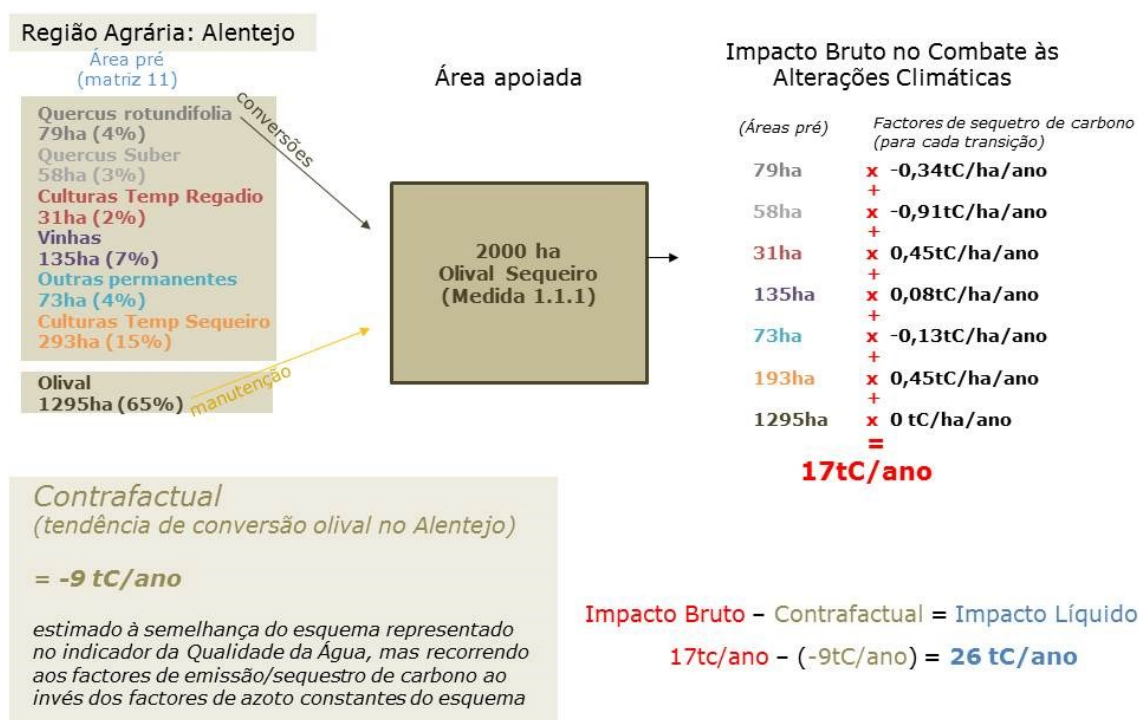 Região Agrária: Alentejo
Área pré
(matriz 11)
Quercus rotundifolia
79ha (4%)
Quercus Suber
58ha (3%)
Culturas Temp Regadio
31ha (2%)
Vinhas
135ha (7%)
Outras permanentes
73ha (4%)
Culturas Temp Sequeiro
293ha (15%)
Olival
1295ha (65%)
conversões
manutenção
Área apoiada
2000 ha
Olival Sequeiro
(Medida 1.1.1)
Impacto Bruto no Combate às
Alterações Climáticas
(Áreas pré)
Factores de sequetro de carbono
(para cada transição)
79ha x -0,34tC/ha/ano
+
58ha x -0,91tC/ha/ano
+
31ha x 0,45tC/ha/ano
+
135ha x 0,08tC/ha/ano
+
73ha x -0,13tC/ha/ano
+
193ha x 0,45tC/ha/ano
+
1295ha x 0 tC/ha/ano
=
17tC/ano
Contrafactual
(tendência de conversão olival no Alentejo)
= -9 tC/ano
estimado à semelhança do esquema representado
no indicador da Qualidade da Água, mas recorrendo
aos factores de emissão/sequestro de carbono ao
invés dos factores de azoto constantes do esquema
Impacto Bruto – Contrafactual = Impacto Líquido
17tc/ano – (-9tC/ano) = 26 tC/ano